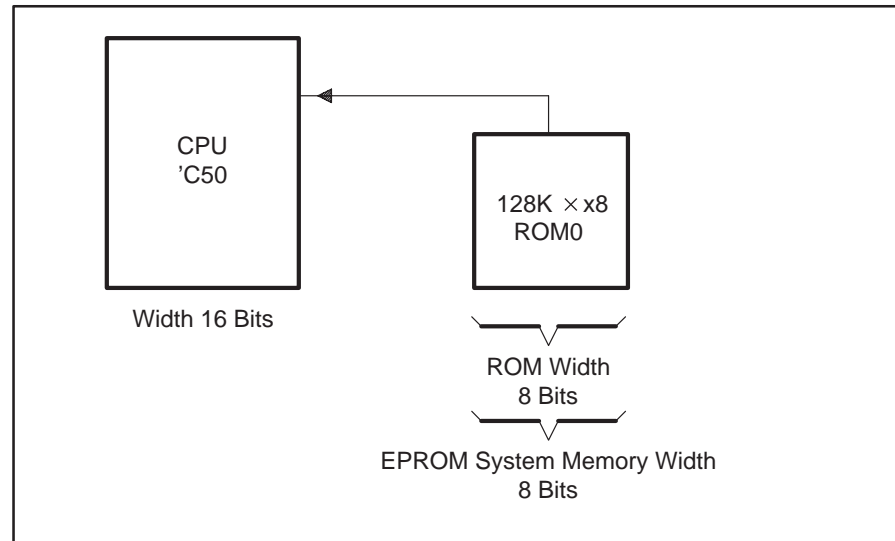 CPU
'C50
128K × x8
ROM0
Width 16 Bits
ROM Width
8 Bits
EPROM System Memory Width
8 Bits